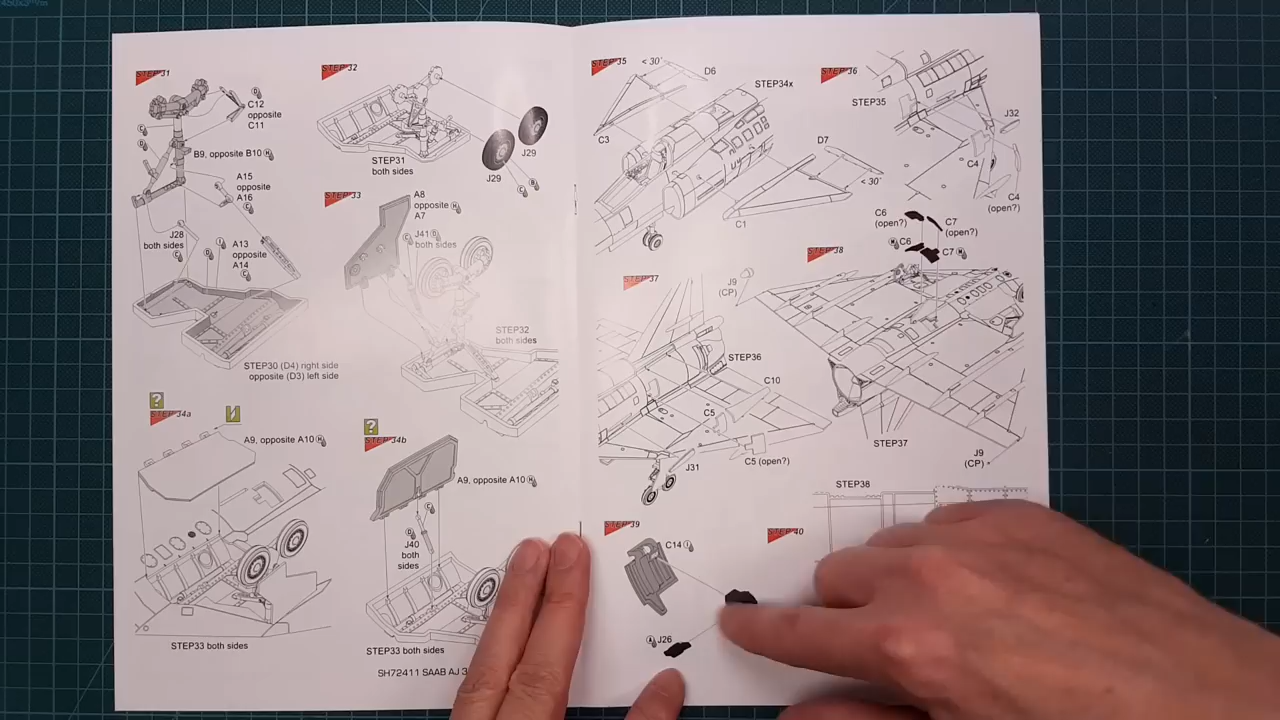 STEP 31
C12
opposite
C11
B9, opposite B10
A15
opposite
A16
J28
both sides
A13
opposite
A14
STEP30 (D4) right side
opposite (D3) left side
STEP 32
STEP31
both sides
J29
J29
STEP 33
A8
opposite
A7
J41
both sides
STEP32
both sides
?
STEP 34a
A9, opposite A10
STEP33 both sides
?
STEP 34b
A9, opposite A10
J40
both
sides
STEP33 both sides
SH72411 SAAB AJ 3
STEP 35
< 30°
D6
STEP34x
C3
D7
< 30°
C1
STEP 36
STEP35
J32
C4
C4
(open?)
STEP 37
J9
(CP)
STEP36
C10
C5
J31
C5 (open?)
STEP 38
C6
(open?)
C7
(open?)
C6
C7
STEP37
J9
(CP)
STEP 39
C14
J26
STEP 40
STEP38